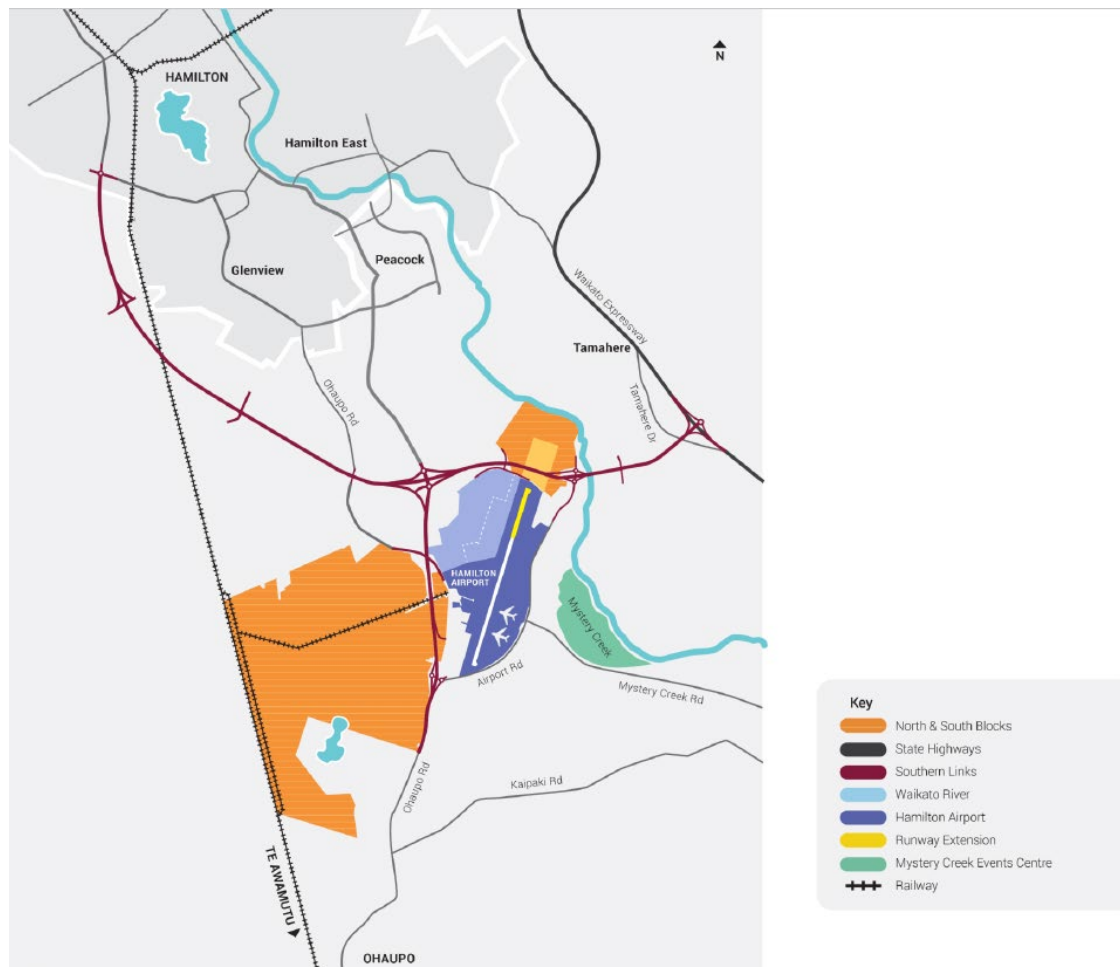 N
HAMILTON
Hamilton East
Glenview
Peacock
Waikato Expressway
Tamahere
Tamahere Dr
Ohaupo Rd
HAMILTON
AIRPORT
Mystery Creek
Airport Rd
Mystery Creek Rd
Ohaupo Rd
Kaipaki Rd
TE AWAMUTU
OHAUPO
Key
North & South Blocks
State Highways
Southern Links
Waikato River
Hamilton Airport
Runway Extension
Mystery Creek Events Centre
Railway